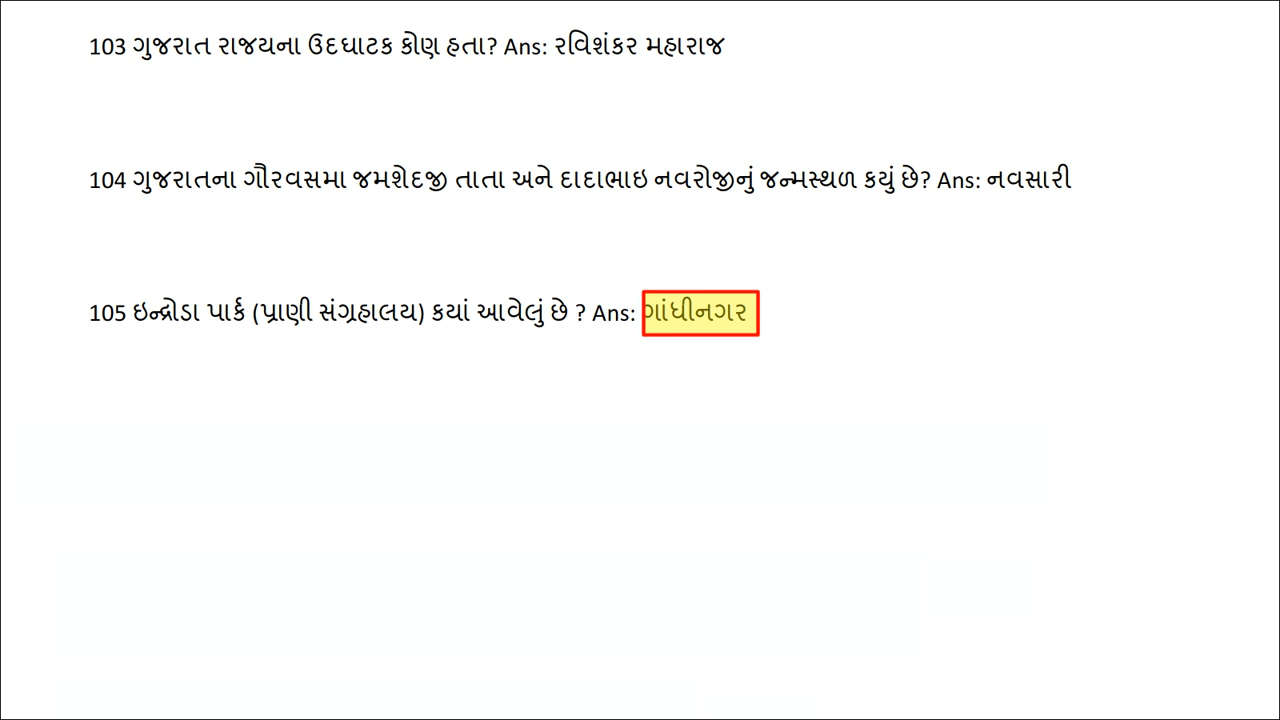 103 ગુજરાત રાજયના ઉદઘાટક કોણ હતા? Ans: રવિશંકર મહારાજ
104 ગુજરાતના ગૌરવસમા જમશેદજી તાતા અને દાદાભાઇ નવરોજીનું જન્મસ્થળ કયું છે? Ans: નવસારી
105 ઇન્દ્રોડા પાર્ક (પ્રાણી સંગ્રહાલય) કયાં આવેલું છે ? Ans: ગાંધીનગર